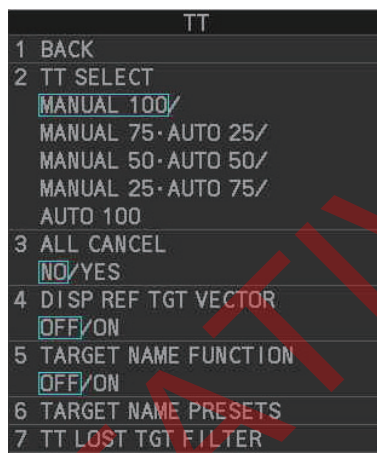 TT
1 BACK
2 TT SELECT
MANUAL 100/
MANUAL 75·AUTO 25/
MANUAL 50·AUTO 50/
MANUAL 25·AUTO 75/
AUTO 100
3 ALL CANCEL
NO/YES
4 DISP REF TGT VECTOR
OFF/ON
5 TARGET NAME FUNCTION
OFF/ON
6 TARGET NAME PRESETS
7 TT LOST TGT FILTER